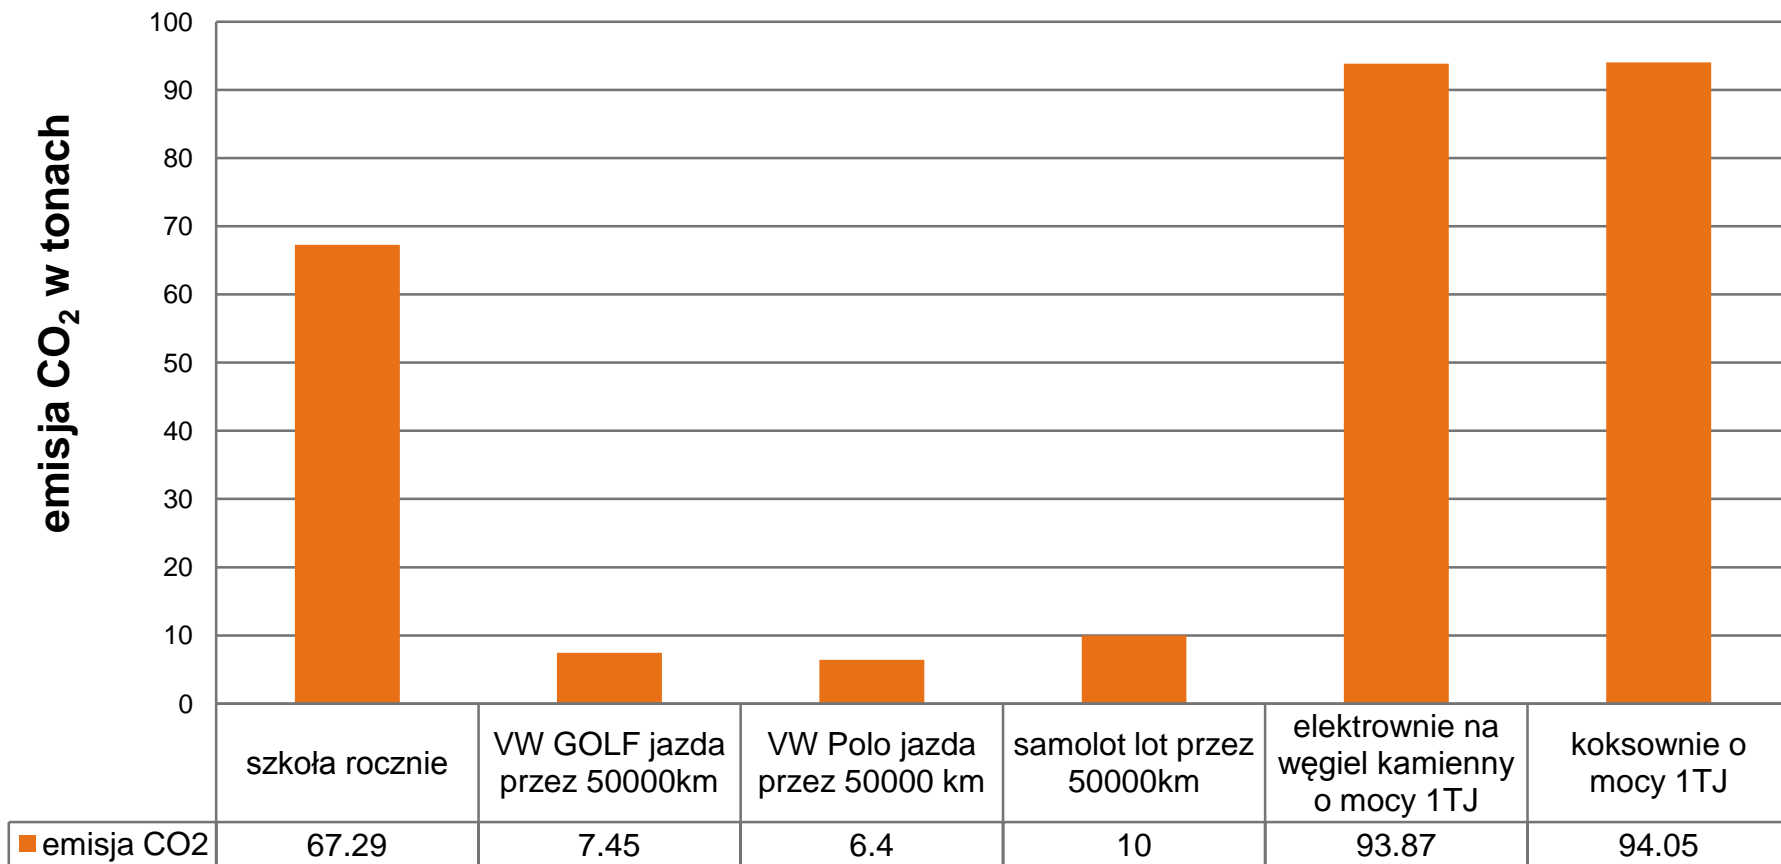 emisja CO₂ w tonach
100
90
80
70
60
50
40
30
20
10
0
szkoła rocznie
VW GOLF jazda
przez 50000km
VW Polo jazda
przez 50000 km
samolot lot przez
50000km
elektrownie na
węgiel kamienny
o mocy 1TJ
koksownie o
mocy 1TJ
emisja CO2 67.29 7.45 6.4 10 93.87 94.05